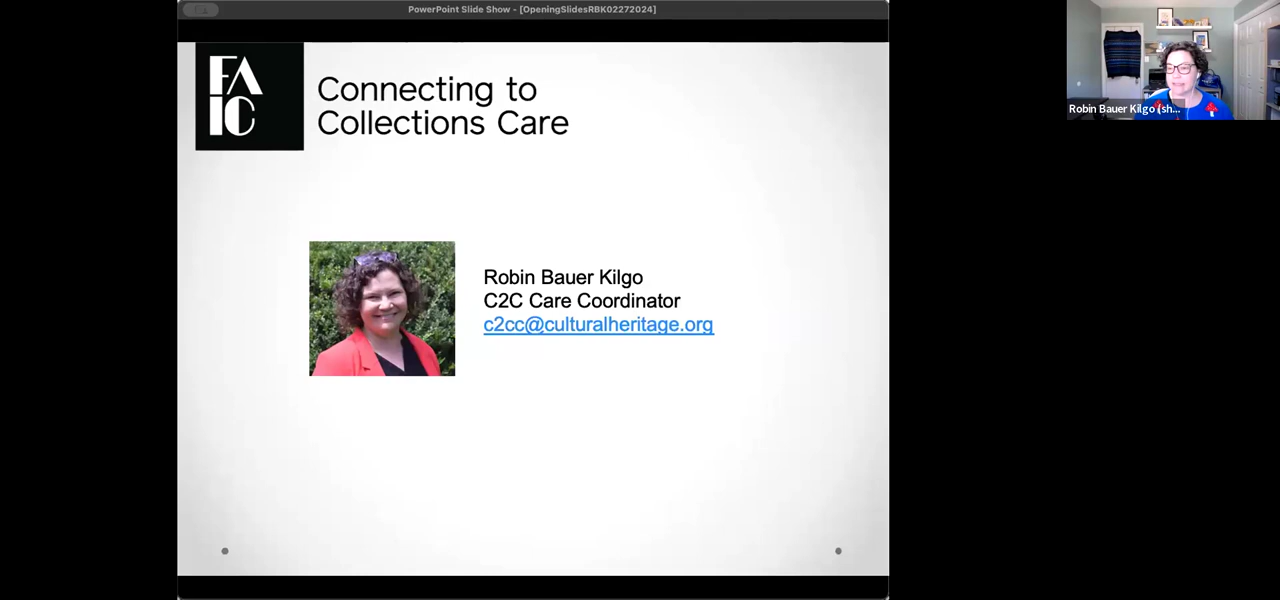 PowerPoint Slide Show - [OpeningSlidesRBK02272024]
FA
IC
Connecting to
Collections Care
Robin Bauer Kilgo
C2C Care Coordinator
c2cc@culturalheritage.org
Robin Bauer Kilgo (sh...